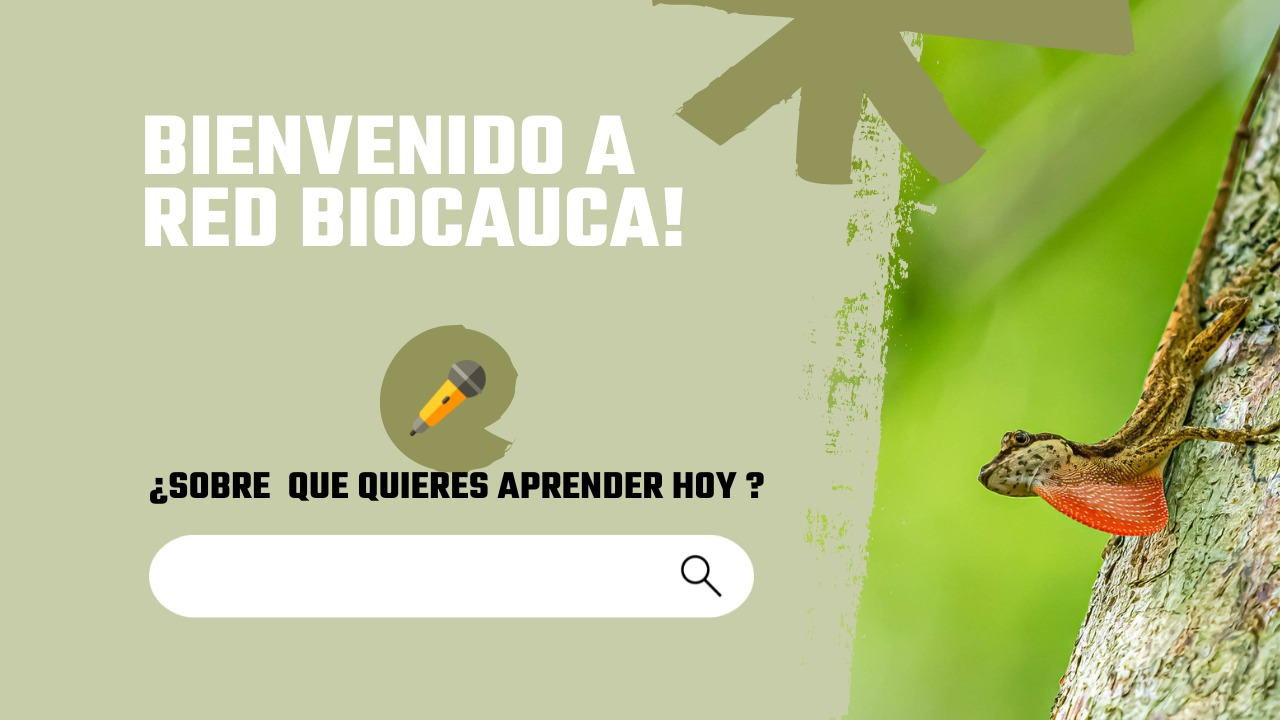 BIENVENIDO A
RED BIOCAUCA!
¿SOBRE QUE QUIERES APRENDER HOY ?